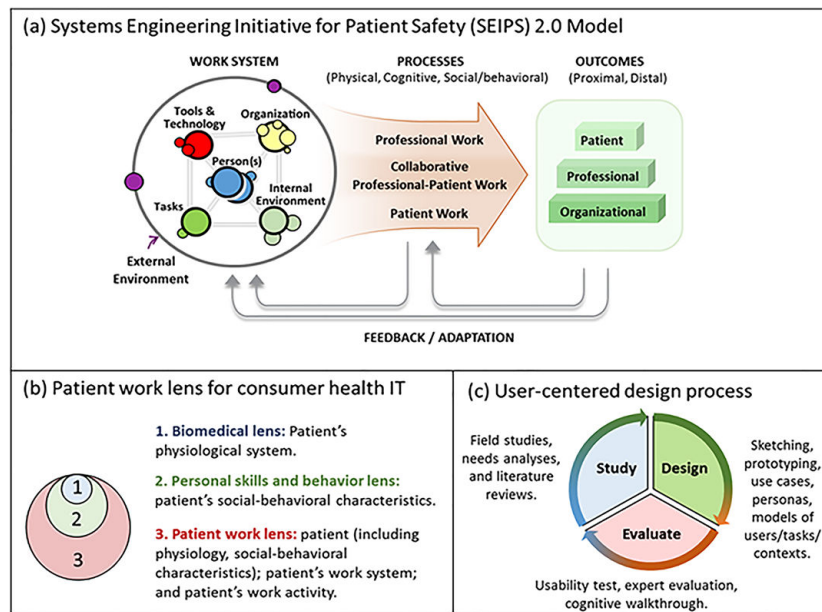 (a) Systems Engineering Initiative for Patient Safety (SEIPS) 2.0 Model
WORK SYSTEM
Tools &
Technology
Organization
Person(s)
Internal
Environment
Tasks
External
Environment
PROCESSES
(Physical, Cognitive, Social/behavioral)
Professional Work
Collaborative
Professional-Patient Work
Patient Work
OUTCOMES
(Proximal, Distal)
Patient
Professional
Organizational
FEEDBACK / ADAPTATION
(b) Patient work lens for consumer health IT
1
2
3
1. Biomedical lens: Patient's
physiological system.
2. Personal skills and behavior lens:
patient's social-behavioral characteristics.
3. Patient work lens: patient (including
physiology, social-behavioral
characteristics); patient's work system;
and patient's work activity.
(c) User-centered design process
Field studies,
needs analyses,
and literature
reviews.
Study
Design
Evaluate
Sketching,
prototyping,
use cases,
personas,
models of
users/tasks/
contexts.
Usability test, expert evaluation,
cognitive walkthrough.